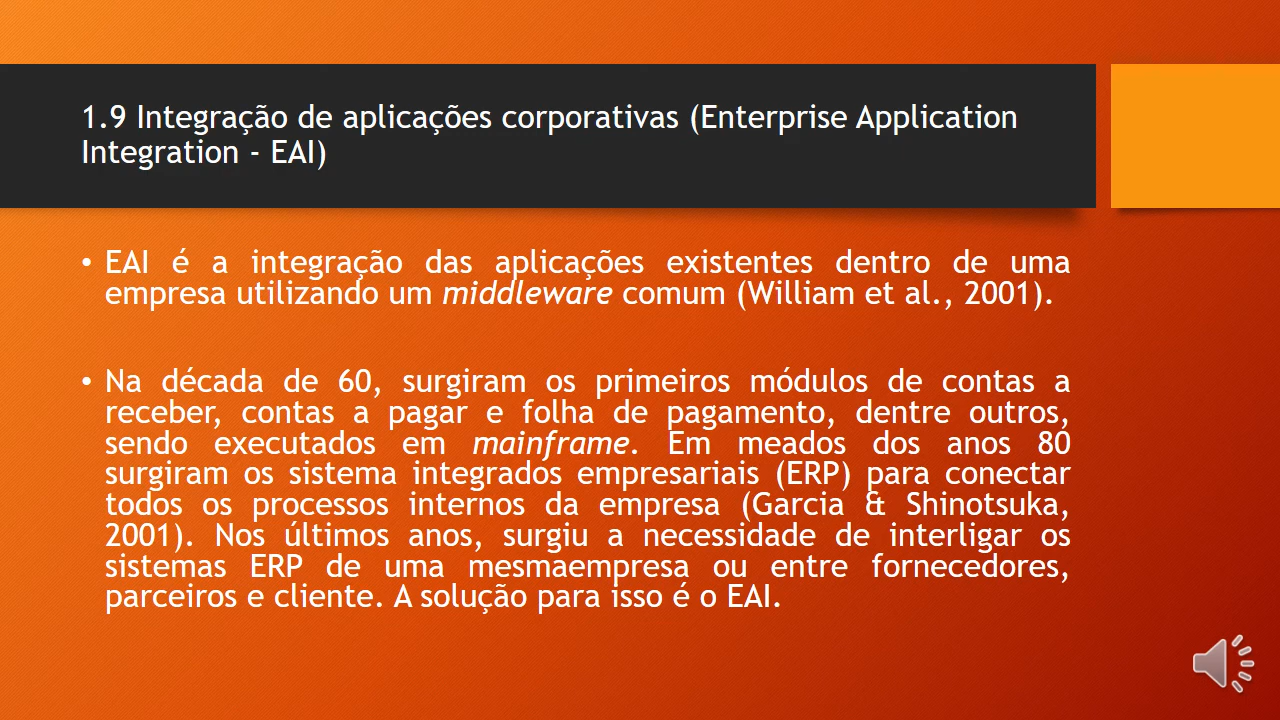 1.9 Integração de aplicações corporativas (Enterprise Application
Integration - EAI)
• EAI é a integração das aplicações existentes dentro de uma
empresa utilizando um middleware comum (William et al., 2001).
• Na década de 60, surgiram os primeiros módulos de contas a
receber, contas a pagar e folha de pagamento, dentre outros,
sendo executados em mainframe. Em meados dos anos 80
surgiram os sistema integrados empresariais (ERP) para conectar
todos os processos internos da empresa (Garcia & Shinotsuka,
2001). Nos últimos anos, surgiu a necessidade de interligar os
sistemas ERP de uma mesmaempresa ou entre fornecedores,
parceiros e cliente. A solução para isso é o EAI.